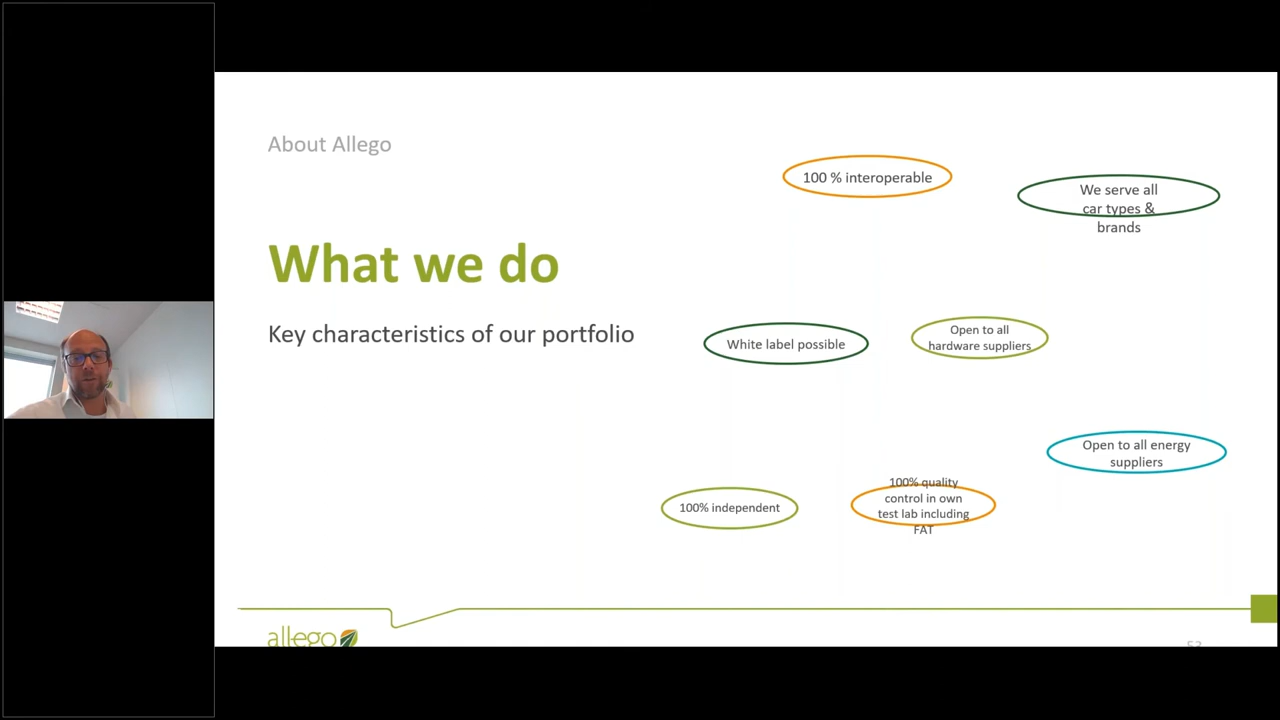 About Allego
What we do
Key characteristics of our portfolio
100 % interoperable
We serve all
car types &
brands
White label possible
Open to all
hardware suppliers
Open to all energy
suppliers
100% independent
100% quality
control in own
test lab including
FAT
allego
53